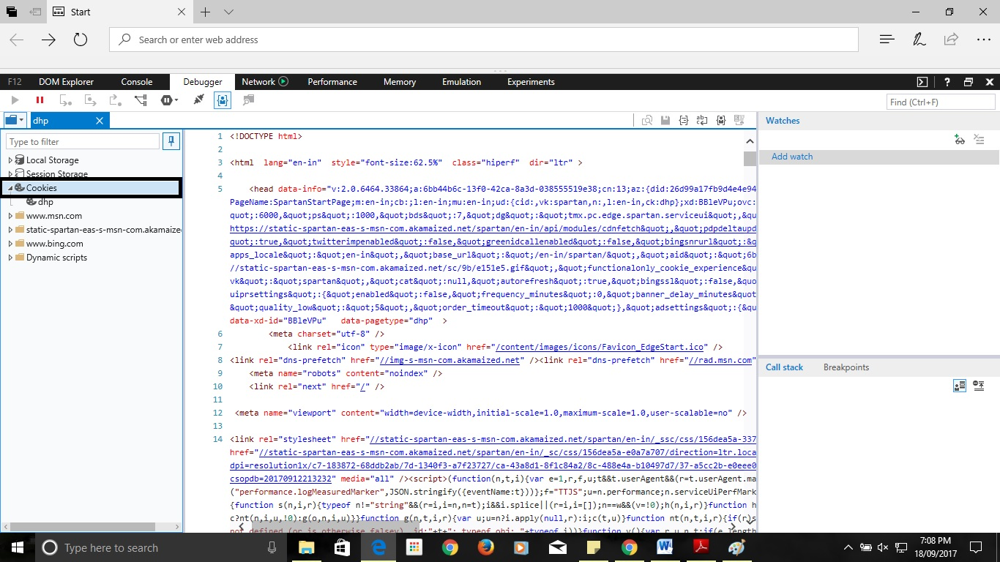 Start
Search or enter web address
F12 DOM Explorer Console Debugger Network Performance Memory Emulation Experiments ?
Find (Ctrl+F)
dhp
Type to filter
Local Storage
Session Storage
Cookies
dhp
www.msn.com
static-spartan-eas-s-msn-com.akamaized
www.bing.com
Dynamic scripts
1 <!DOCTYPE html>
2
3 <html lang="en-in" style="font-size:62.5%" class="hiperf" dir="ltr" >
4
5 <head data-info="v:2.0.6464.33864;a:6bb44b6c-13f0-42ca-8a3d-038555519e38;cn:13;az:{did:26d99a17fb9d4e4e94
PageName:SpartanStartPage;m:en-in;cb:;l:en-in;mu:en-in;ud:{cid:,vk:spartan,n:,l:en-in,ck:dhp};xd:BBleVPu;ovc:
quot;:6000,&quot;ps&quot;:1000,&quot;bds&quot;:7,&quot;dg&quot;:&quot;tmx.pc.edge.spartan.serviceui&quot;,&qu
https://static-spartan-eas-s-msn-com.akamaized.net/spartan/en-in/api/modules/cdnfetch&quot;,&quot;pdpdeltaupd
quot;:true,&quot;twitterimpenabled&quot;:false,&quot;greenidcallenabled&quot;:false,&quot;bingsnrurl&quot;:&q
apps_locale&quot;:&quot;en-in&quot;,&quot;base_url&quot;:&quot;/en-in/spartan/&quot;,&quot;aid&quot;:&quot;6b
//static-spartan-eas-s-msn-com.akamaized.net/sc/9b/e151e5.gif&quot;,&quot;functionalonly_cookie_experience&qu
vk&quot;:&quot;spartan&quot;,&quot;cat&quot;:null,&quot;autorefresh&quot;:true,&quot;bingssl&quot;:false,&quo
uiprsettings&quot;:{&quot;enabled&quot;:false,&quot;frequency_minutes&quot;:0,&quot;banner_delay_minutes&quot
&quot;quality_low&quot;:&quot;5&quot;,&quot;order_timeout&quot;:&quot;1000&quot;},&quot;adsettings&quot;:{&qu
data-xd-id="BBleVPu" data-pagetype="dhp" >
6 <meta charset="utf-8" />
7 <link rel="icon" type="image/x-icon" href="/content/images/icons/Favicon_EdgeStart.ico" />
8 <link rel="dns-prefetch" href="//img-s-msn-com.akamaized.net" /><link rel="dns-prefetch" href="//rad.msn.com"
9 <meta name="robots" content="noindex" />
10 <link rel="next" href="/" />
11
12 <meta name="viewport" content="width=device-width,initial-scale=1.0,maximum-scale=1.0,user-scalable=no" />
13
14 <link rel="stylesheet" href="//static-spartan-eas-s-msn-com.akamaized.net/spartan/en-in/_ssc/css/156dea5a-337
href="//static-spartan-eas-s-msn-com.akamaized.net/spartan/en-in/_sc/css/156dea5a-e0a7a707/direction=ltr.loca
dpi=resolution1x/c7-183872-68ddb2ab/7d-1340f3-a7f23727/ca-43a8d1-8f1c84a2/8c-488e4a-b10497d7/37-a5cc2b-e0eee0
csopdb=20170912213232" media="all" /><script>(function(n,t,i){var e=1,r,f,u;t&&t.userAgent&&(r=t.userAgent.ma
("performance.logMeasuredMarker",JSON.stringify({eventName:t}))};f="TTJS";u=n.performance;n.serviceUiPerfMark
{function s(n,i,r){typeof n!="string"&&(r=i,i=n,n=t);i&&i.splice||(r=i,i=[]);n==w&&(v=!0);h(n,i,r)}function h
c?nt(n,i,u,!0):g(o,n,i,u)}}function g(n,t,i,r){var u;u=n?i.apply(null,r):i;c(t,u)}function nt(n,t,i,r){if(r)s
not defined (or is otherwise falsey) id:"+t+"; typeof obj: "+typeof i)}function v(){var r,u,n,t;if(e.length
Watches
Add watch
Call stack Breakpoints
Type here to search
7:08 PM
18/09/2017